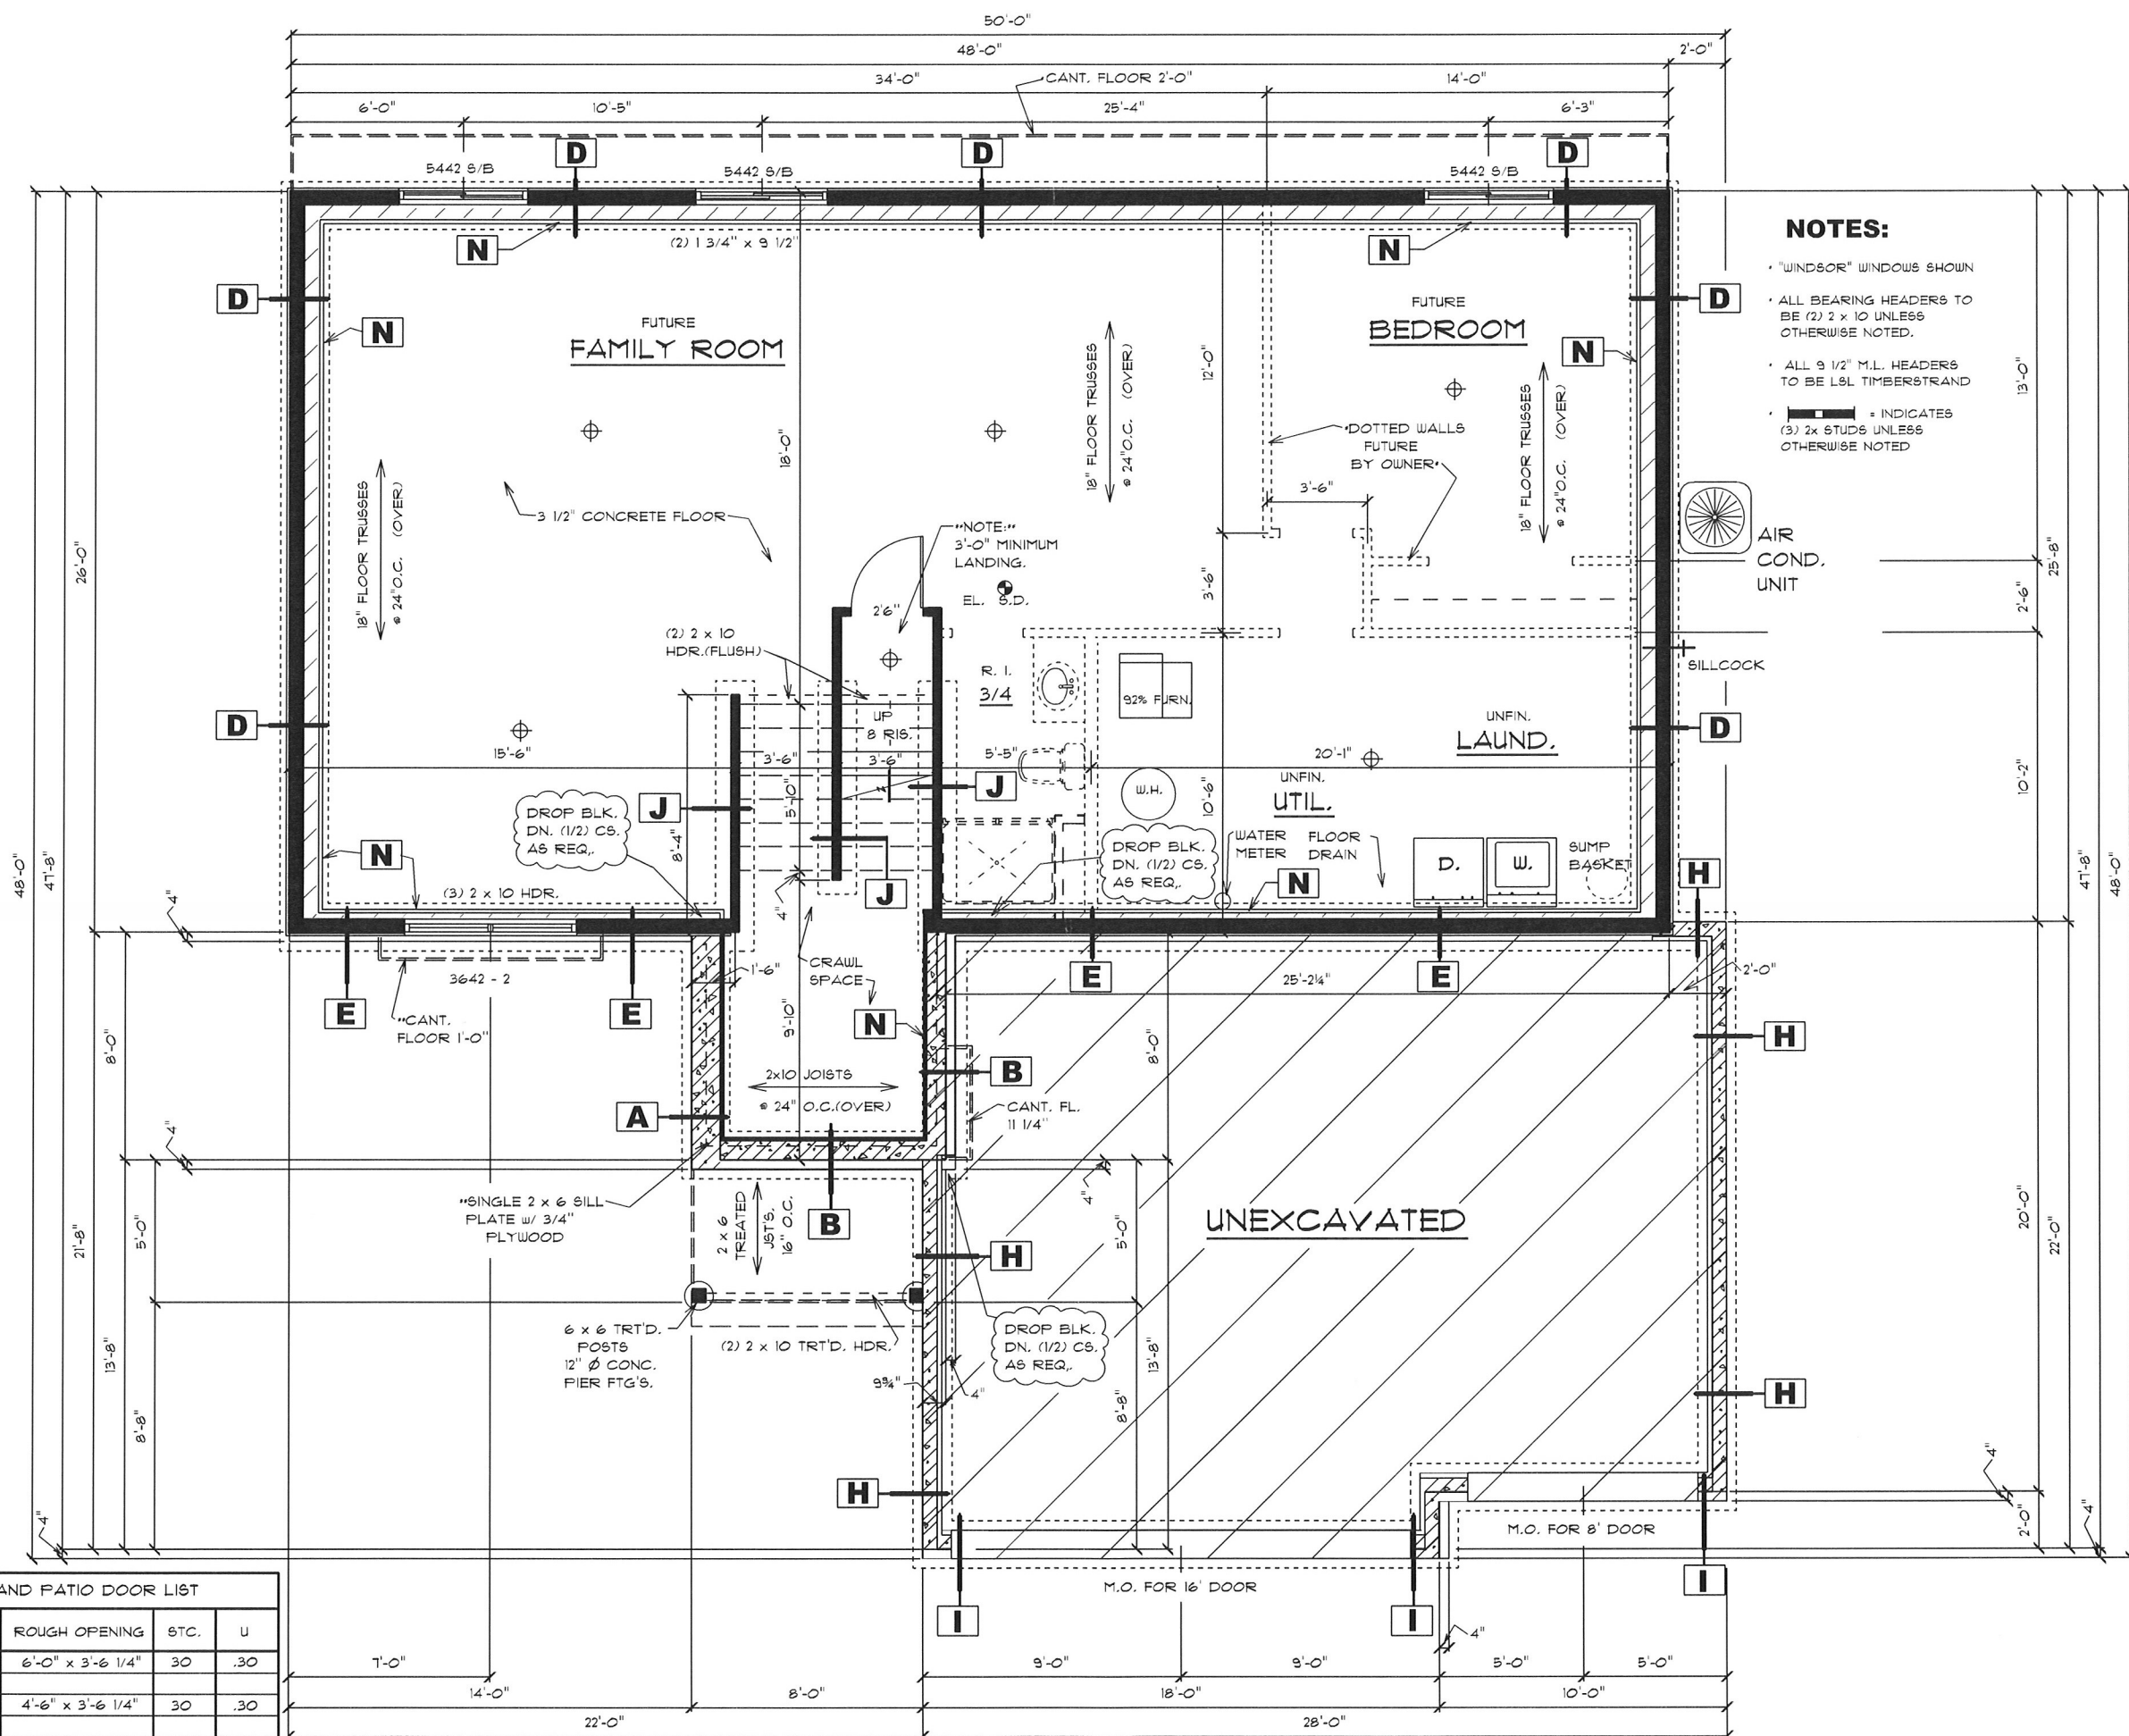 50'-0"
48'-0"
2'-0"
34'-0"
CANT. FLOOR 2'-0"
14'-0"
6'-0"
10'-5"
25'-4"
6'-3"
D
D
D
5442 S/B
5442 S/B
5442 S/B
N
(2) 1 3/4" x 9 1/2"
N
NOTES:
• "WINDSOR" WINDOWS SHOWN
• ALL BEARING HEADERS TO
BE (2) 2 x 10 UNLESS
OTHERWISE NOTED.
• ALL 9 1/2" M.L. HEADERS
TO BE LSL TIMBERSTRAND
• = INDICATES
(3) 2x STUDS UNLESS
OTHERWISE NOTED
D
D
N
N
FUTURE
FAMILY ROOM
FUTURE
BEDROOM
18" FLOOR TRUSSES
@ 24" O.C. (OVER)
18" FLOOR TRUSSES
@ 24" O.C. (OVER)
18" FLOOR TRUSSES
@ 24" O.C. (OVER)
18'-0"
12'-0"
13'-0"
26'-0"
25'-8"
48'-0"
47'-8"
47'-8"
48'-0"
•DOTTED WALLS
FUTURE
BY OWNER•
3'-6"
3 1/2" CONCRETE FLOOR
"NOTE:"
3'-0" MINIMUM
LANDING.
EL. S.D.
AIR
COND.
UNIT
2'6"
3'-6"
2'-6"
(2) 2 x 10
HDR.(FLUSH)
R. I.
3/4
92% FURN.
SILLCOCK
UP
8 RIS.
UNFIN.
LAUND.
D
D
15'-6"
3'-6"
3'-6"
5'-5"
20'-1"
10'-2"
5'-10"
10'-6"
8'-4"
J
J
J
W.H.
UNFIN.
UTIL.
DROP BLK.
DN. (1/2) CS.
AS REQ..
DROP BLK.
DN. (1/2) CS.
AS REQ..
WATER
METER
FLOOR
DRAIN
D.
W.
SUMP
BASKET
N
N
H
(3) 2 x 10 HDR.
4"
4"
3642 - 2
E
E
E
E
"CANT.
FLOOR 1'-0"
1'-6"
CRAWL
SPACE
25'-2 1/4"
2'-0"
N
H
9'-10"
8'-0"
8'-0"
2x10 JOISTS
@ 24" O.C.(OVER)
B
A
CANT. FL.
11 1/4"
4"
4"
"SINGLE 2 x 6 SILL
PLATE w/ 3/4"
PLYWOOD
2 x 6
TREATED
JST'S.
16" O.C.
B
UNEXCAVATED
H
5'-0"
5'-0"
20'-0"
22'-0"
21'-8"
6 x 6 TRT'D.
POSTS
12" Ø CONC.
PIER FTG'S.
(2) 2 x 10 TRT'D. HDR.
DROP BLK.
DN. (1/2) CS.
AS REQ..
13'-8"
13'-8"
9 3/4"
4"
H
8'-8"
8'-8"
H
4"
4"
2'-0"
4"
M.O. FOR 8' DOOR
M.O. FOR 16' DOOR
I
I
I
4"
AND PATIO DOOR LIST
ROUGH OPENING STC. U
6'-0" x 3'-6 1/4" 30 .30
4'-6" x 3'-6 1/4" 30 .30
7'-0"
9'-0"
9'-0"
5'-0"
5'-0"
14'-0"
8'-0"
18'-0"
10'-0"
22'-0"
28'-0"